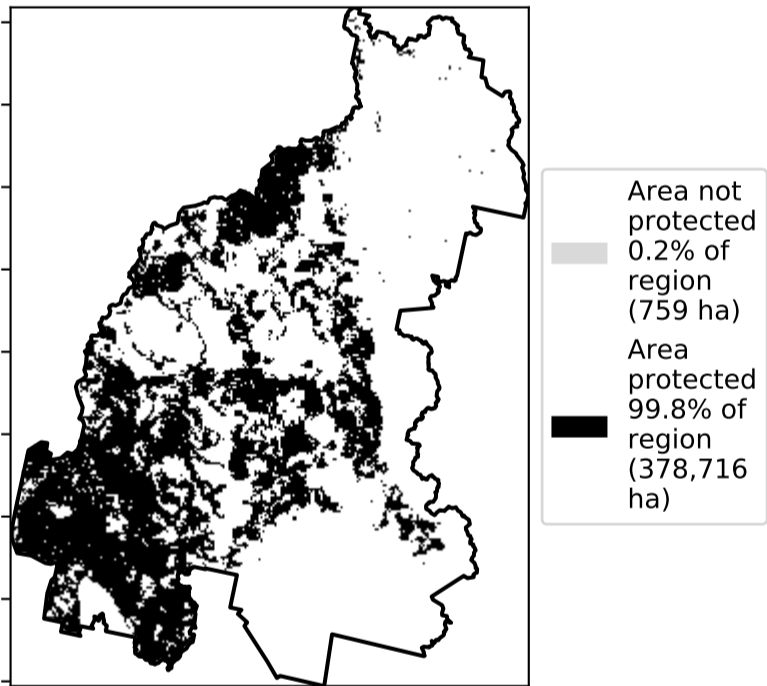 Area not
protected
0.2% of
region
(759 ha)
Area
protected
99.8% of
region
(378,716
ha)